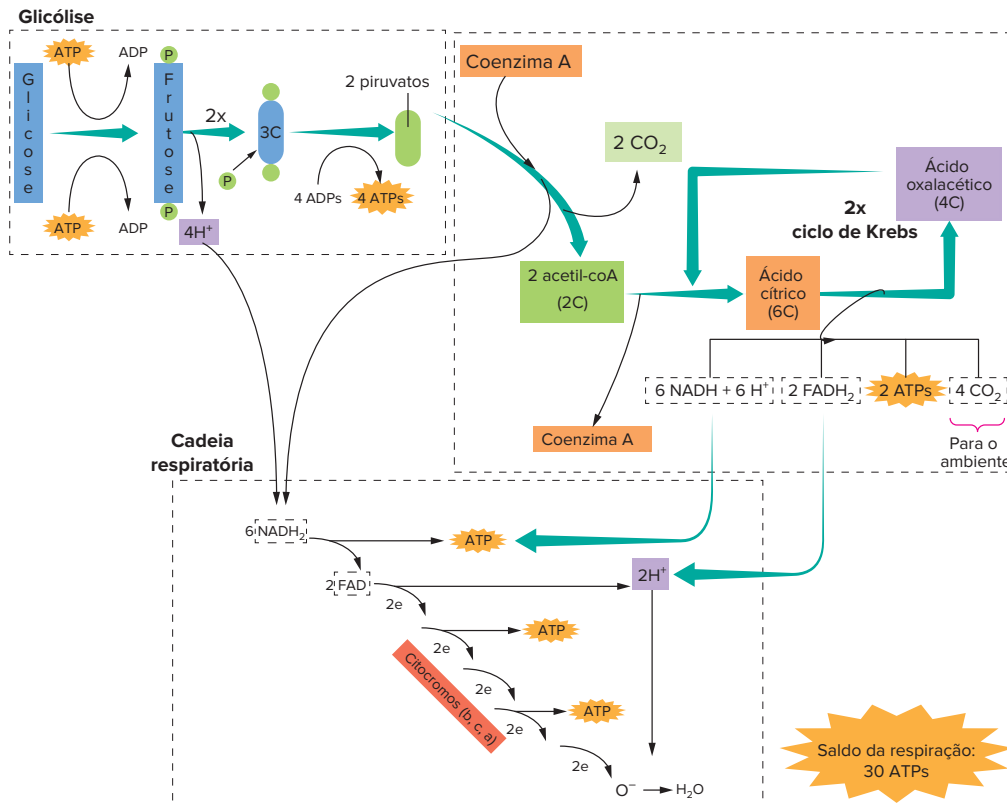 Glicólise
Glicose
ATP
ADP
ATP
ADP
P
Frutose
P
2x
4H⁺
P
3C
2 piruvatos
4 ADPs
4 ATPs
Coenzima A
2 CO₂
2 acetil-coA
(2C)
Coenzima A
Ácido
oxalacético
(4C)
2x
ciclo de Krebs
Ácido
cítrico
(6C)
6 NADH + 6 H⁺
2 FADH₂
2 ATPs
4 CO₂
Para o
ambiente
Cadeia
respiratória
6 NADH₂
ATP
2 FAD
2H⁺
2e
ATP
2e
2e
Citocromos (b, c, a)
ATP
2e
2e
O⁻
H₂O
Saldo da respiração:
30 ATPs